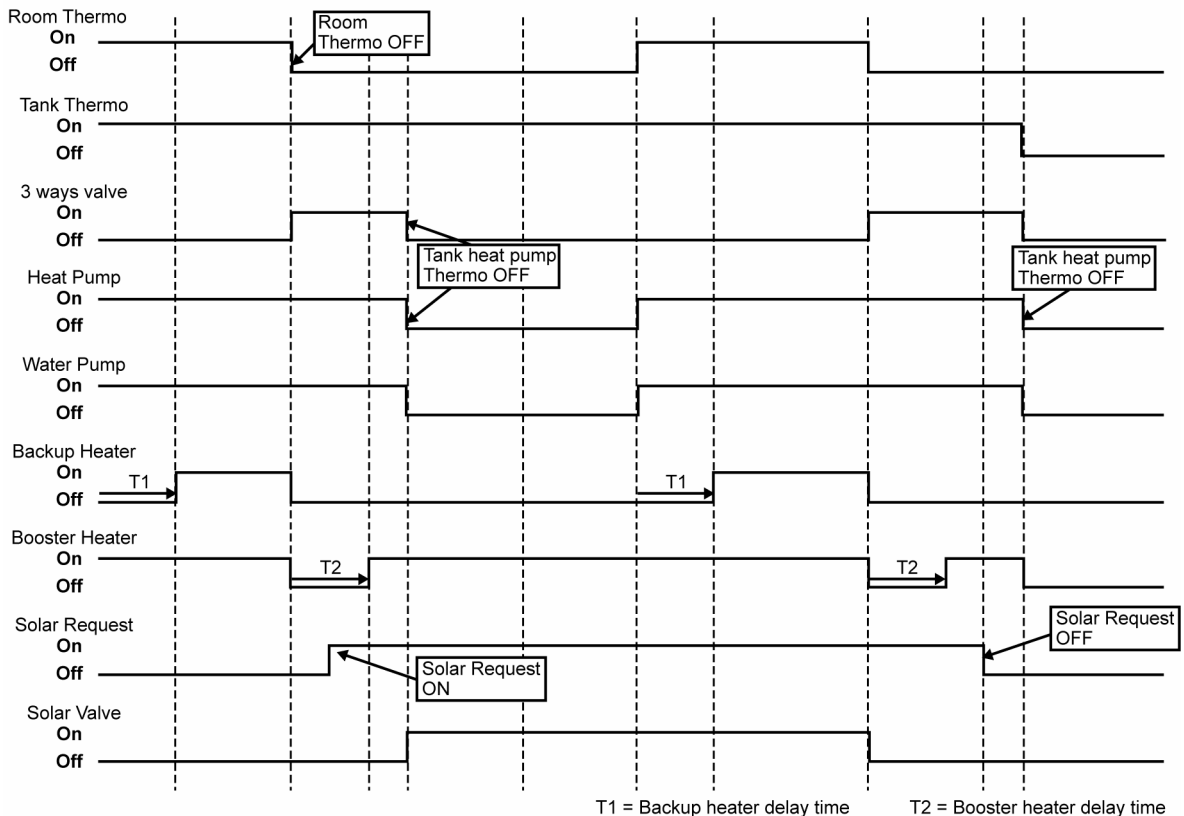 Room Thermo
On
Off
Room
Thermo OFF
Tank Thermo
On
Off
3 ways valve
On
Off
Tank heat pump
Thermo OFF
Tank heat pump
Thermo OFF
Heat Pump
On
Off
Water Pump
On
Off
Backup Heater
On
T1
T1
Off
Booster Heater
On
T2
T2
Off
Solar Request
On
Off
Solar Request
ON
Solar Request
OFF
Solar Valve
On
Off
T1 = Backup heater delay time
T2 = Booster heater delay time